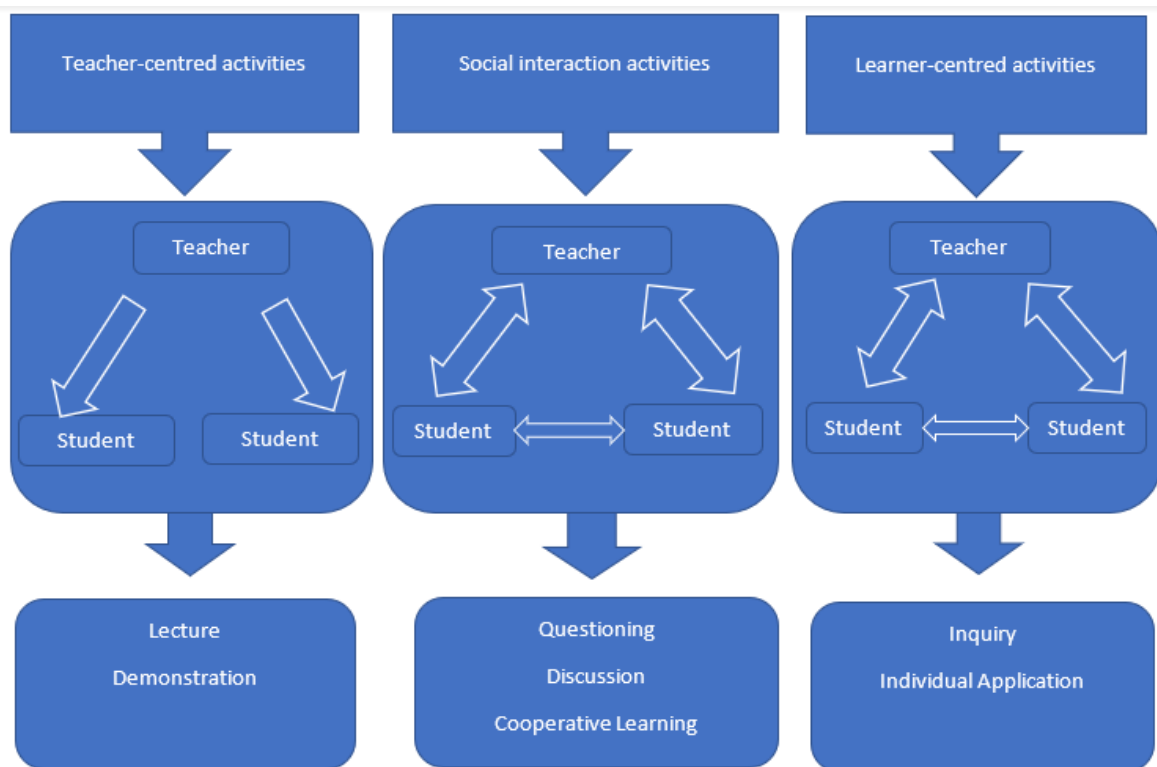 Teacher-centred activities
Social interaction activities
Learner-centred activities
Teacher
Student
Student
Teacher
Student
Student
Teacher
Student
Student
Lecture
Demonstration
Questioning
Discussion
Cooperative Learning
Inquiry
Individual Application